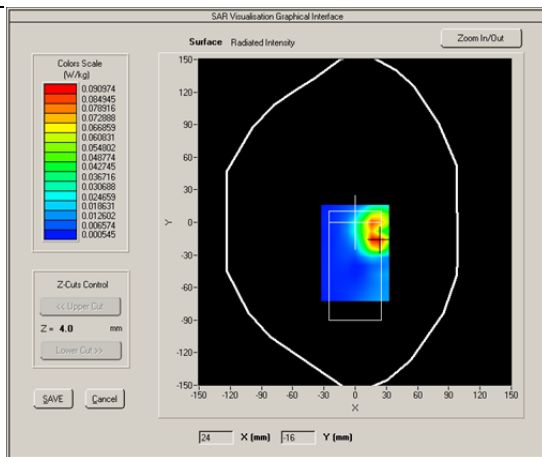 SAR Visualisation Graphical Interface
Surface Radiated Intensity
Zoom In/Out
Colors Scale
(W/kg)
0.090974
0.084945
0.078916
0.072888
0.066859
0.060831
0.054802
0.048774
0.042745
0.036716
0.030688
0.024659
0.018631
0.012602
0.006574
0.000545
Z-Cuts Control
<< Upper Cut
Z = 4.0 mm
Lower Cut >>
SAVE Cancel
150
120
90
60
30
0
-30
-60
-90
-120
-150
Y
-150 -120 -90 -60 -30 0 30 60 90 120 150
X
24 X (mm) -16 Y (mm)